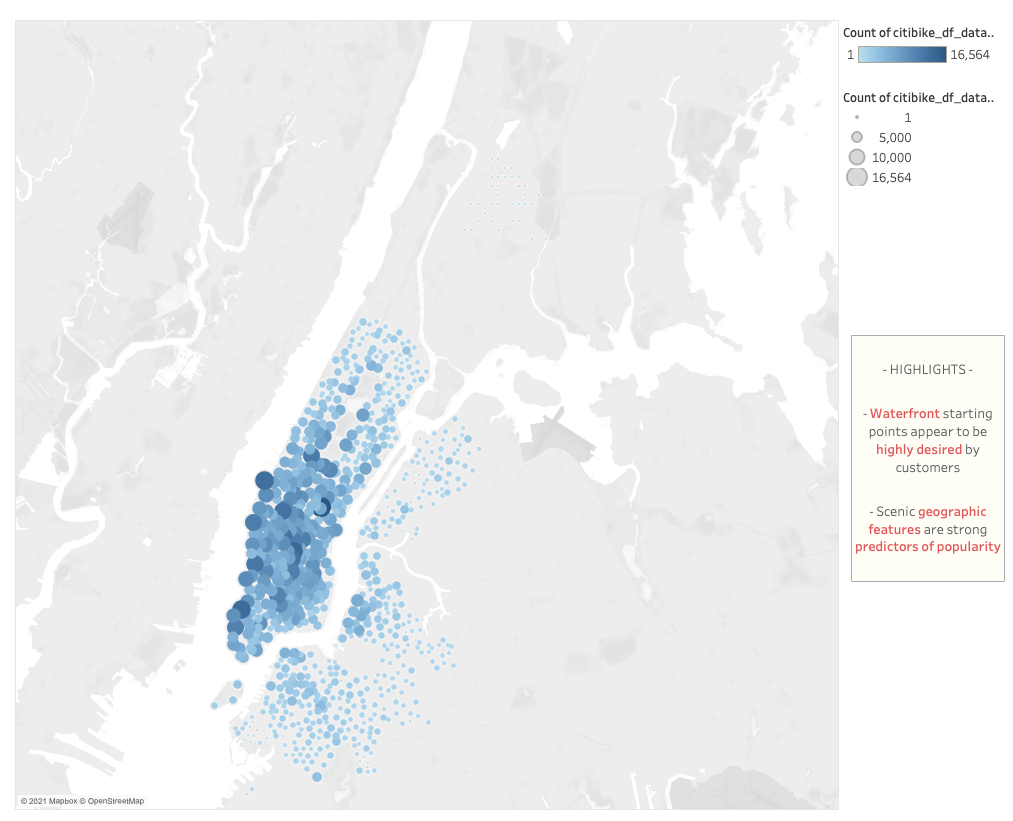 Count of citibike_df_data..
1 16,564
Count of citibike_df_data..
1
5,000
10,000
16,564
- HIGHLIGHTS -
- Waterfront starting
points appear to be
highly desired by
customers
- Scenic geographic
features are strong
predictors of popularity
© 2021 Mapbox © OpenStreetMap